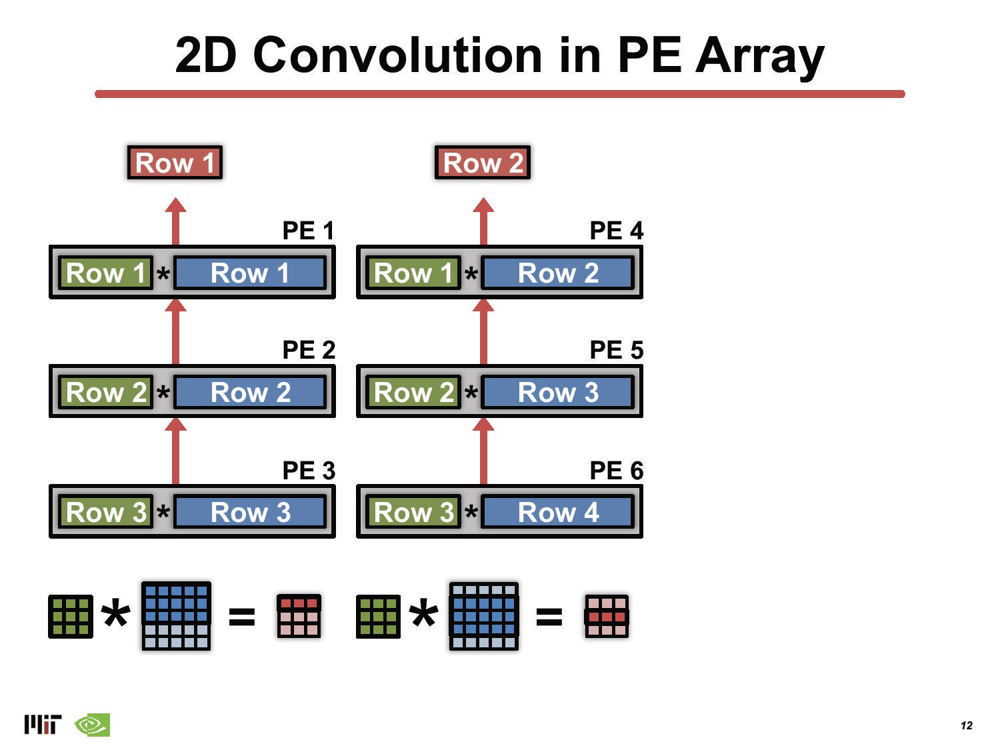 2D Convolution in PE Array
Row 1
Row 2
PE 1
PE 4
Row 1 * Row 1
Row 1 * Row 2
PE 2
PE 5
Row 2 * Row 2
Row 2 * Row 3
PE 3
PE 6
Row 3 * Row 3
Row 3 * Row 4
* =
* =
MIT
12